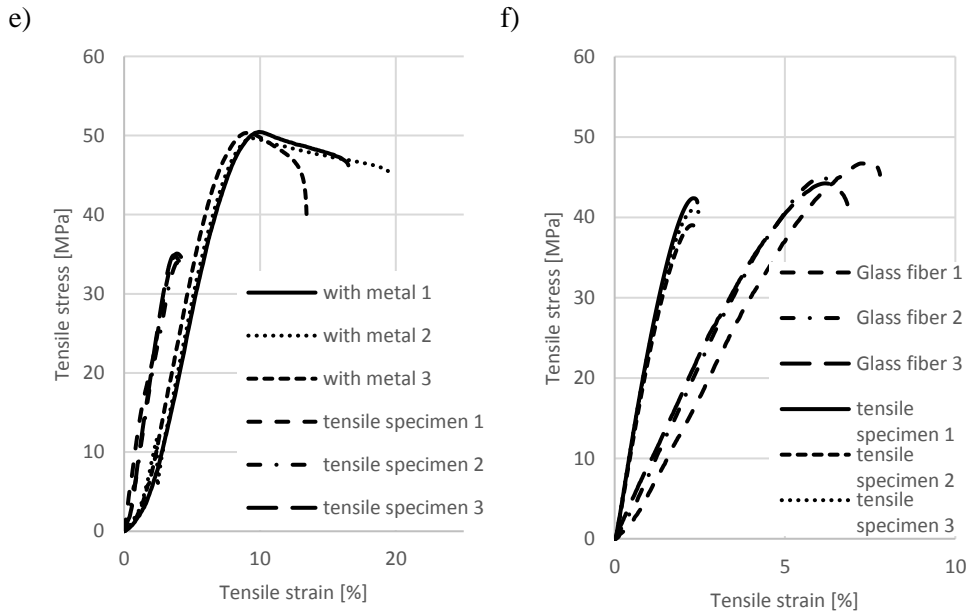 e)
60
50
40
30
20
10
0
Tensile stress [MPa]
with metal 1
with metal 2
with metal 3
tensile specimen 1
tensile specimen 2
tensile specimen 3
0
10
20
Tensile strain [%]
f)
60
50
40
30
20
10
0
Tensile stress [MPa]
Glass fiber 1
Glass fiber 2
Glass fiber 3
tensile
specimen 1
tensile
specimen 2
tensile
specimen 3
0
5
10
Tensile strain [%]